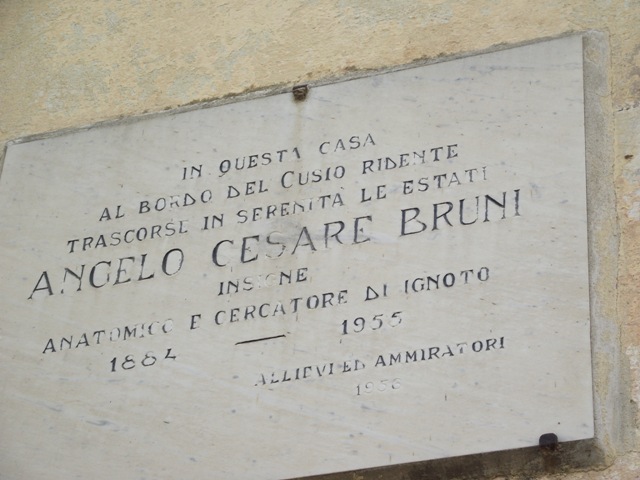 IN QUESTA CASA
AL BORDO DEL CUSIO RIDENTE
TRASCORSE IN SERENITÀ LE ESTATI
ANGELO CESARE BRUNI
INSIGNE
ANATOMICO E CERCATORE DI IGNOTO
1884 — 1955
ALLIEVI ED AMMIRATORI